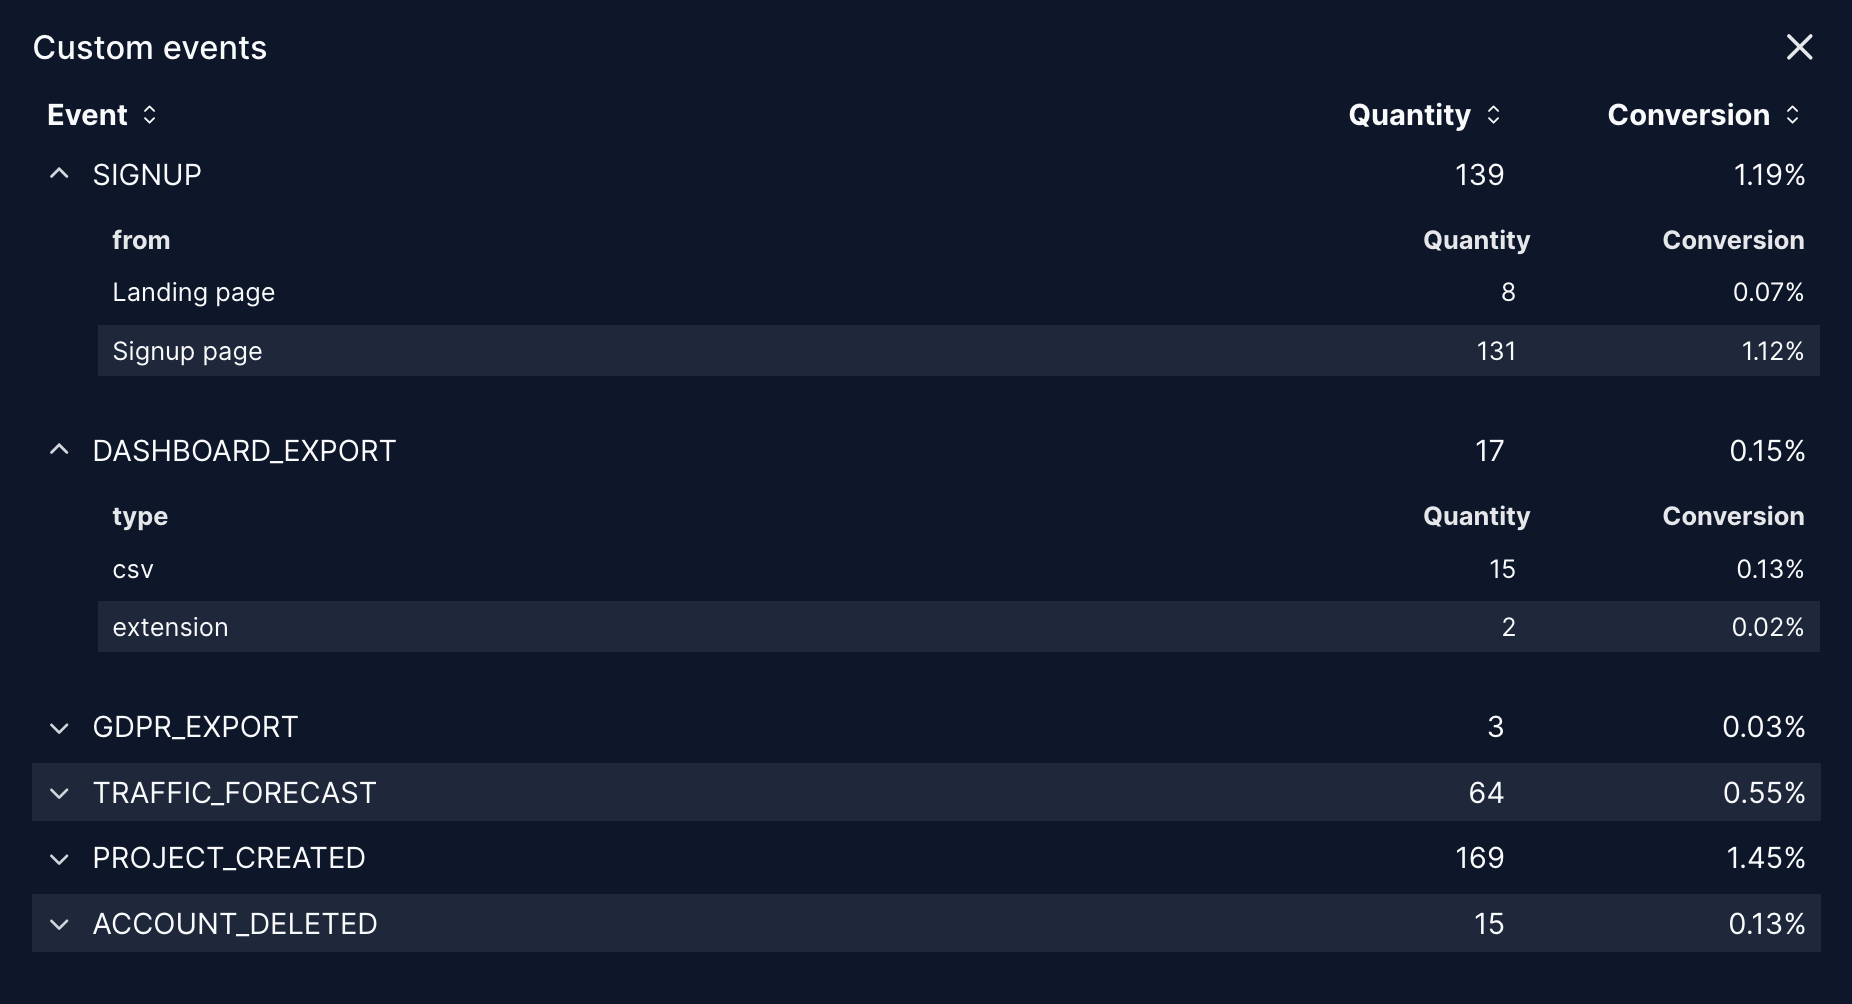 Custom events
Event Quantity Conversion
SIGNUP 139 1.19%
from Quantity Conversion
Landing page 8 0.07%
Signup page 131 1.12%
DASHBOARD_EXPORT 17 0.15%
type Quantity Conversion
csv 15 0.13%
extension 2 0.02%
GDPR_EXPORT 3 0.03%
TRAFFIC_FORECAST 64 0.55%
PROJECT_CREATED 169 1.45%
ACCOUNT_DELETED 15 0.13%